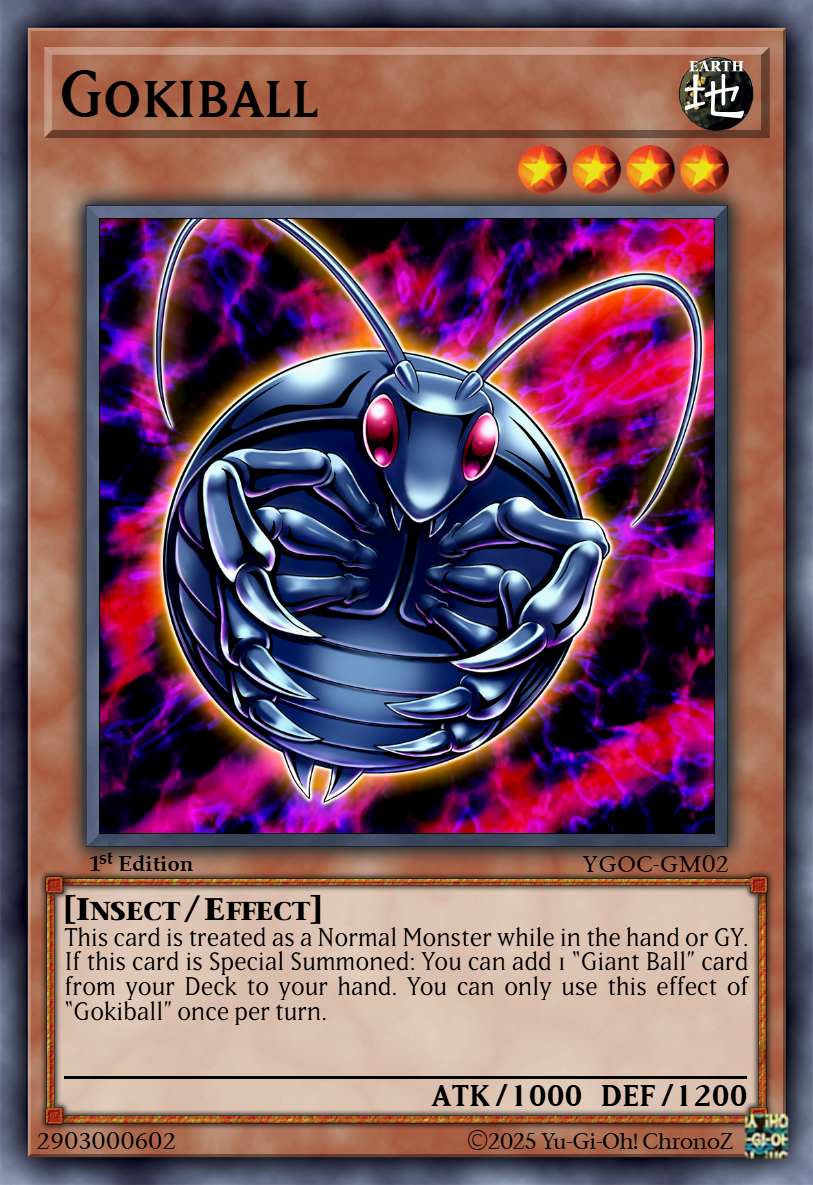 Gokiball
EARTH
地
1st Edition
YGOC-GM02
[Insect / Effect]
This card is treated as a Normal Monster while in the hand or GY.
If this card is Special Summoned: You can add 1 "Giant Ball" card
from your Deck to your hand. You can only use this effect of
"Gokiball" once per turn.
ATK / 1000 DEF / 1200
2903000602
©2025 Yu-Gi-Oh! ChronoZ